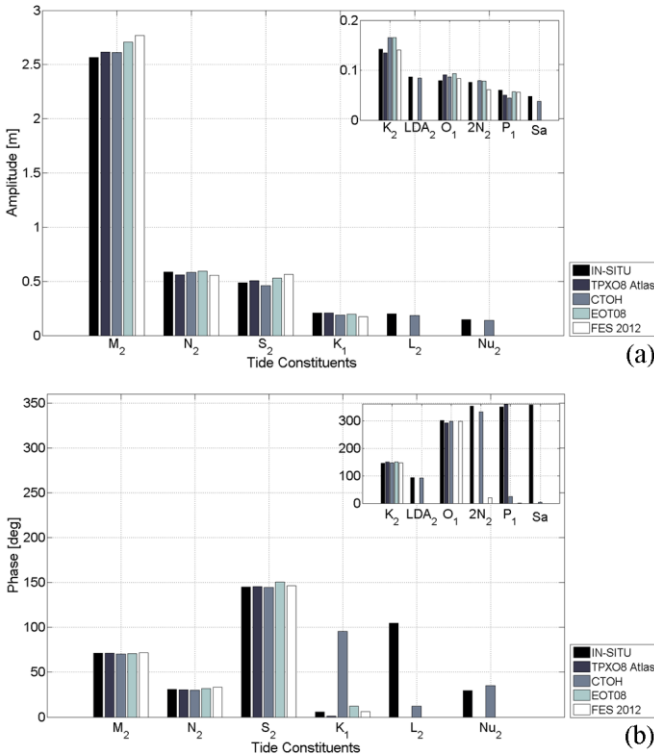 3
2.5
2
1.5
1
0.5
0
Amplitude [m]
M2 N2 S2 K1 L2 Nu2
Tide Constituents
0.2
0.1
0
K2 LDA2 O1 2N2 P1 Sa
IN-SITU
TPXO8 Atlas
CTOH
EOT08
FES 2012
(a)
350
300
250
200
150
100
50
0
Phase [deg]
M2 N2 S2 K1 L2 Nu2
Tide Constituents
300
200
100
0
K2 LDA2 O1 2N2 P1 Sa
IN-SITU
TPXO8 Atlas
CTOH
EOT08
FES 2012
(b)